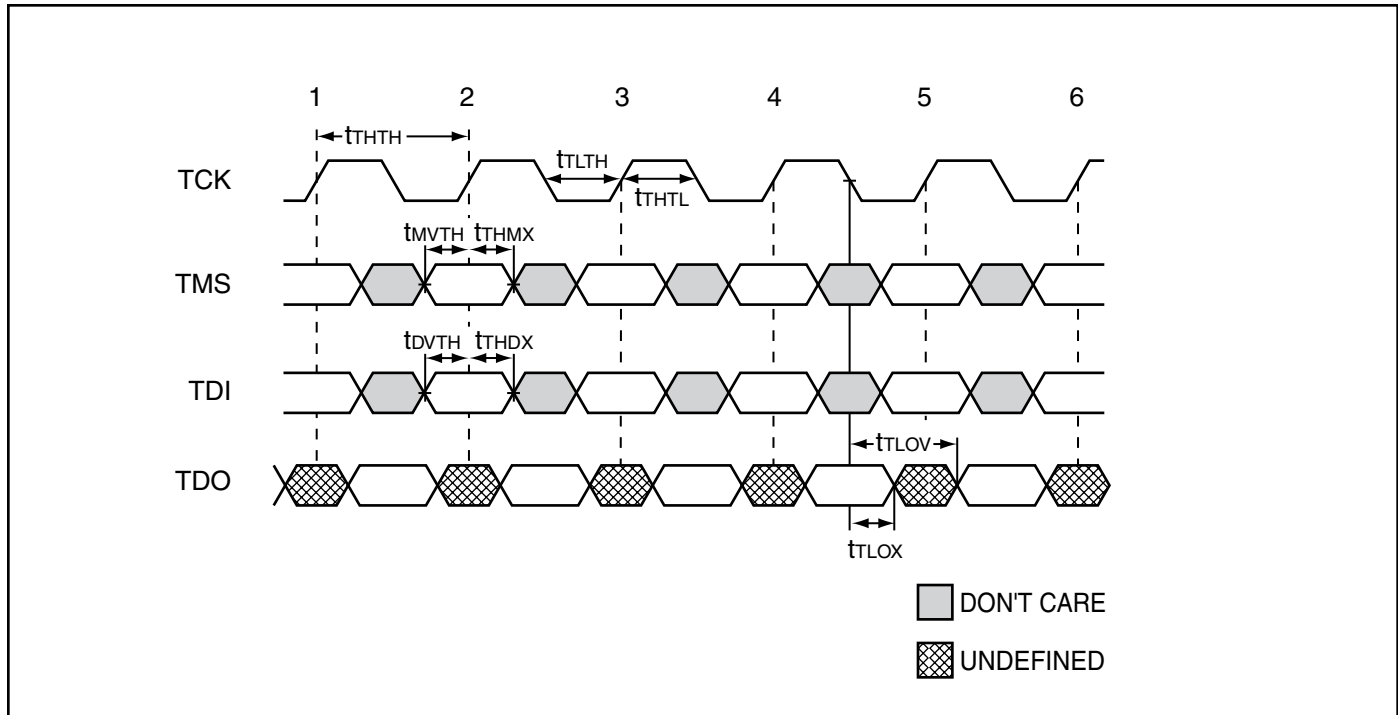 1 2 3 4 5 6
tTHTH
tTLTH
TCK
tTHTL
tMVTH tTHMX
TMS
tDVTH tTHDX
TDI
tTLOV
TDO
tTLOX
DON'T CARE
UNDEFINED